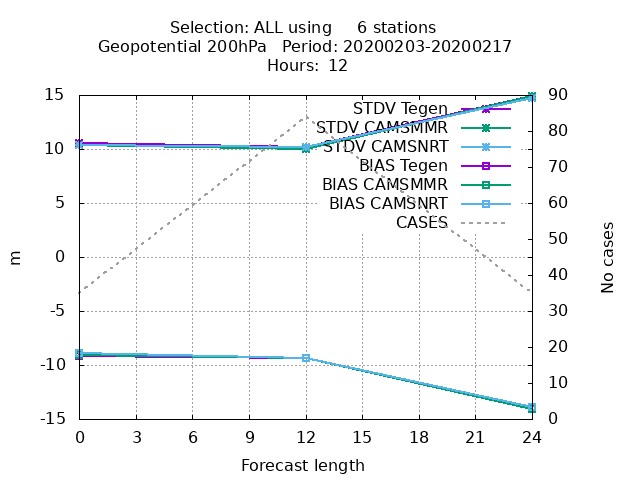 Selection: ALL using     6 stations
Geopotential 200hPa   Period: 20200203-20200217
Hours: 12
15
10
5
0
-5
-10
-15
m
90
80
70
60
50
40
30
20
10
0
No cases
STDV Tegen
STDV CAMSMMR
STDV CAMSNRT
BIAS Tegen
BIAS CAMSMMR
BIAS CAMSNRT
CASES
0 3 6 9 12 15 18 21 24
Forecast length